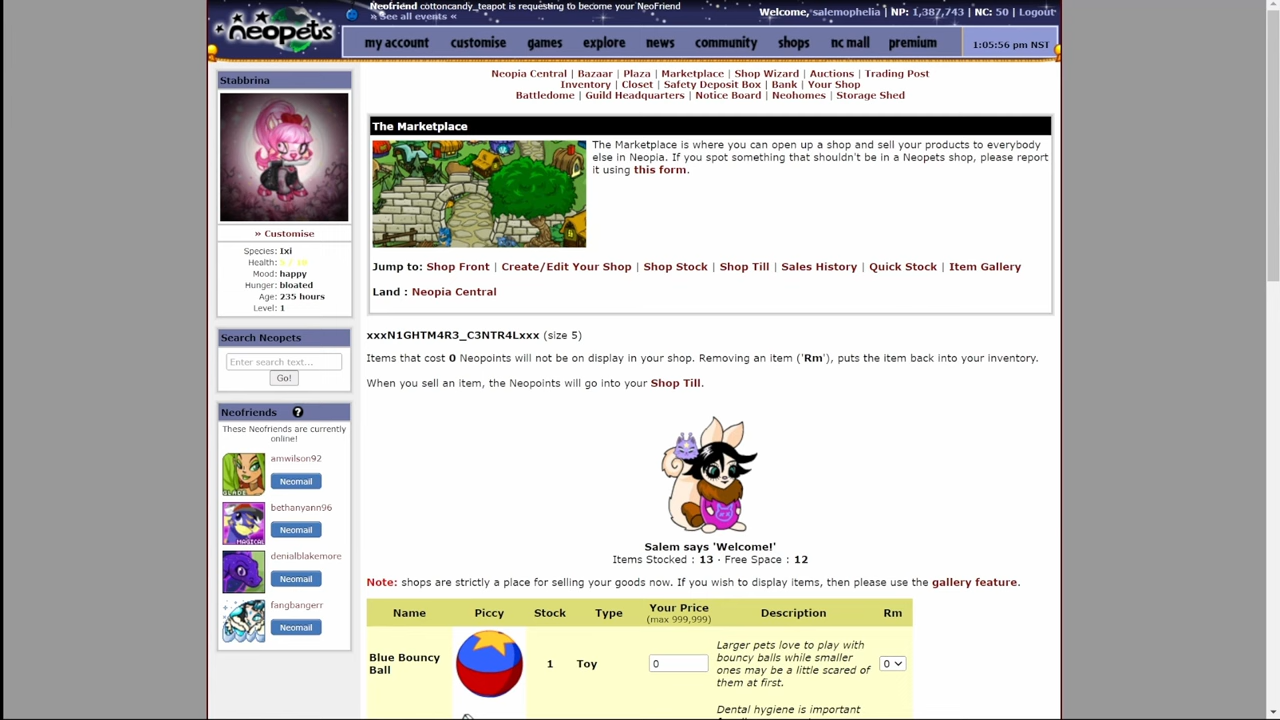 Neofriend cottoncandy_teapot is requesting to become your NeoFriend
» See all events «
Welcome, salemophelia | NP: 1,387,743 | NC: 50 | Logout
neopets
my account customise games explore news community shops nc mall premium
1:05:56 pm NST
Stabbrina
» Customise
Species: Ixi
Health:
Mood: happy
Hunger: bloated
Age: 235 hours
Level: 1
Search Neopets
Enter search text...
Go!
Neofriends ?
These Neofriends are currently
online!
amwilson92
Neomail
GLADE
bethanyann96
Neomail
MAGICAL
denialblakemore
Neomail
fangbangerr
Neomail
Neopia Central | Bazaar | Plaza | Marketplace | Shop Wizard | Auctions | Trading Post
Inventory | Closet | Safety Deposit Box | Bank | Your Shop
Battledome | Guild Headquarters | Notice Board | Neohomes | Storage Shed
The Marketplace
The Marketplace is where you can open up a shop and sell your products to everybody
else in Neopia. If you spot something that shouldn't be in a Neopets shop, please report
it using this form.
Jump to: Shop Front | Create/Edit Your Shop | Shop Stock | Shop Till | Sales History | Quick Stock | Item Gallery
Land : Neopia Central
xxxN1GHTM4R3_C3NTR4Lxxx (size 5)
Items that cost 0 Neopoints will not be on display in your shop. Removing an item ('Rm'), puts the item back into your inventory.
When you sell an item, the Neopoints will go into your Shop Till.
Salem says 'Welcome!'
Items Stocked : 13 · Free Space : 12
Note: shops are strictly a place for selling your goods now. If you wish to display items, then please use the gallery feature.
Name Piccy Stock Type Your Price Description Rm
(max 999,999)
Blue Bouncy
Ball
1 Toy 0
Larger pets love to play with
bouncy balls while smaller
ones may be a little scared of
them at first.
0
Dental hygiene is important